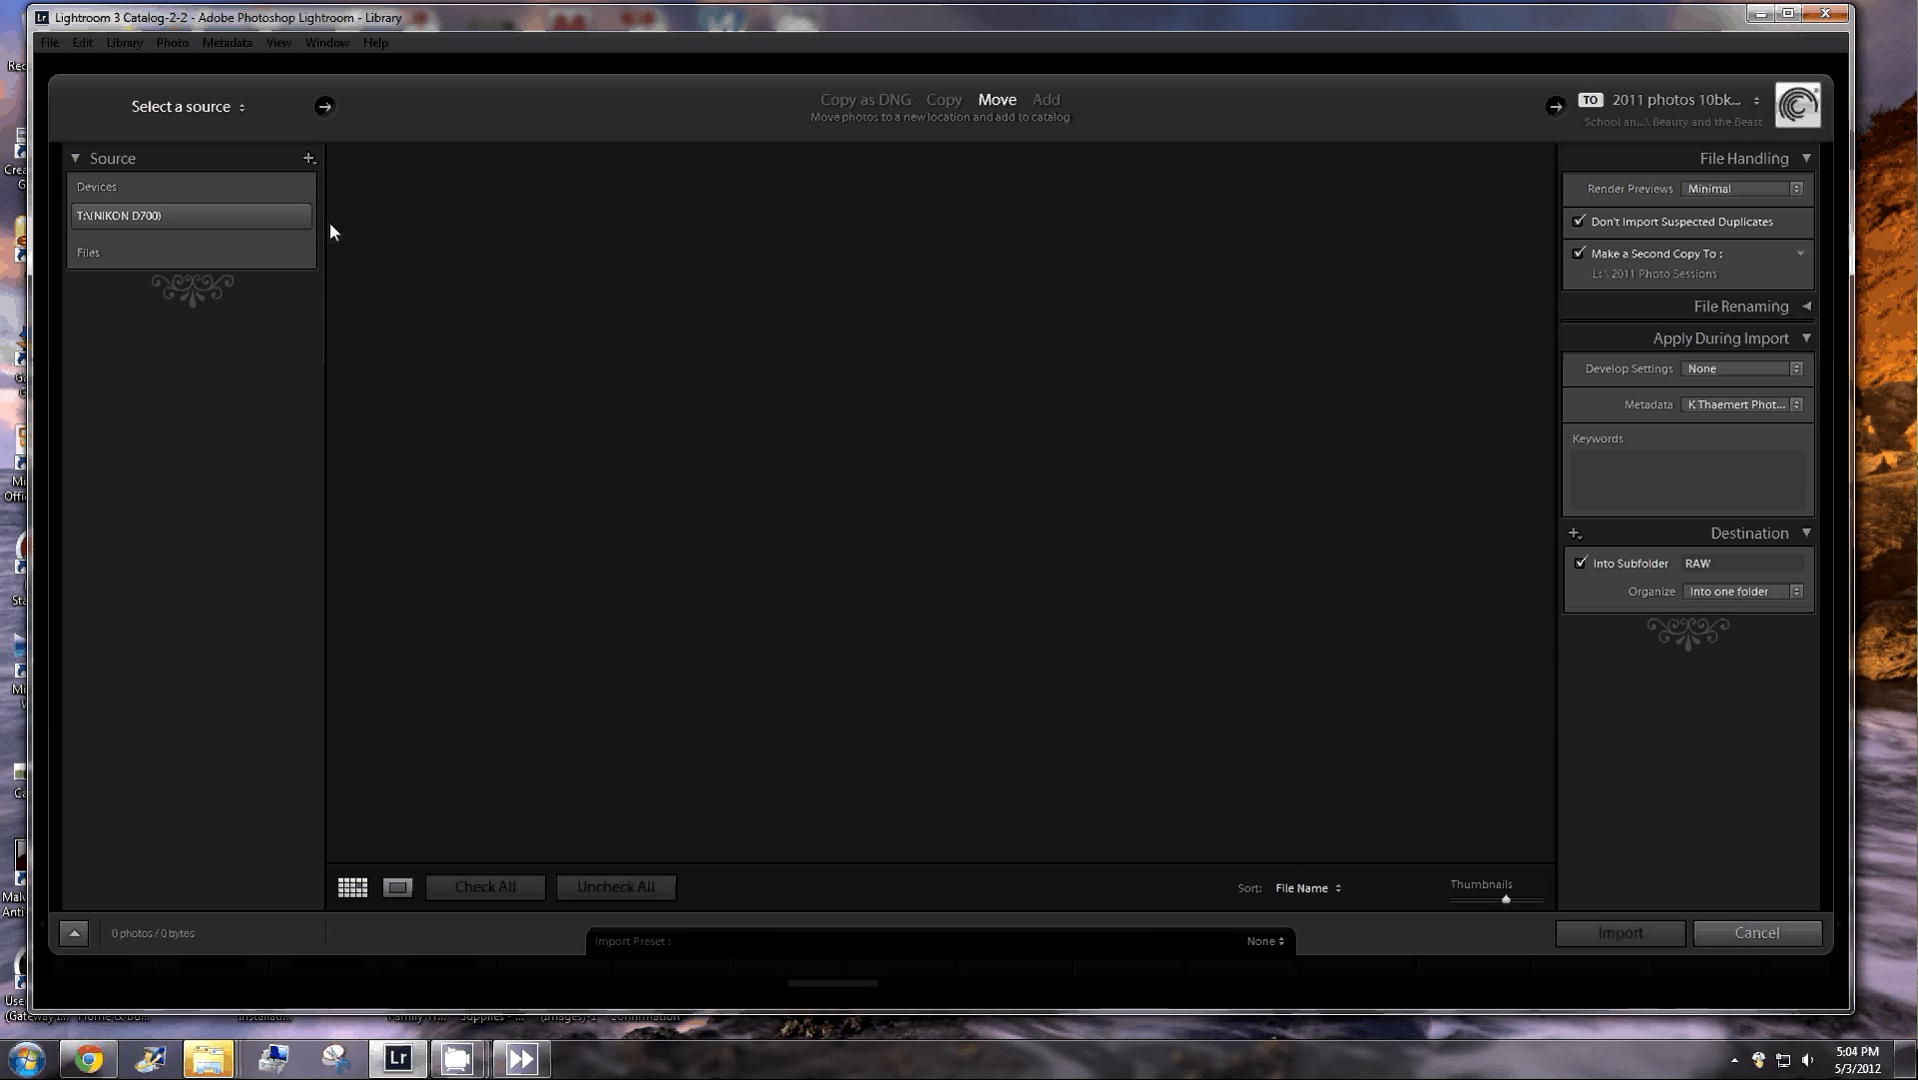 Lightroom 3 Catalog-2-2 - Adobe Photoshop Lightroom - Library
File Edit Library Photo Metadata View Window Help
Select a source
Copy as DNG Copy Move Add
Move photos to a new location and add to catalog
TO 2011 photos 10bk...
School an...\ Beauty and the Beast
Source
Devices
T:\(NIKON D700)
Files
File Handling
Render Previews Minimal
Don't Import Suspected Duplicates
Make a Second Copy To :
L: \ 2011 Photo Sessions
File Renaming
Apply During Import
Develop Settings None
Metadata K Thaemert Phot...
Keywords
Destination
Into Subfolder RAW
Organize Into one folder
Check All Uncheck All
Sort: File Name
Thumbnails
0 photos / 0 bytes
Import Preset :
None
Import Cancel
Lr
5:04 PM
5/3/2012